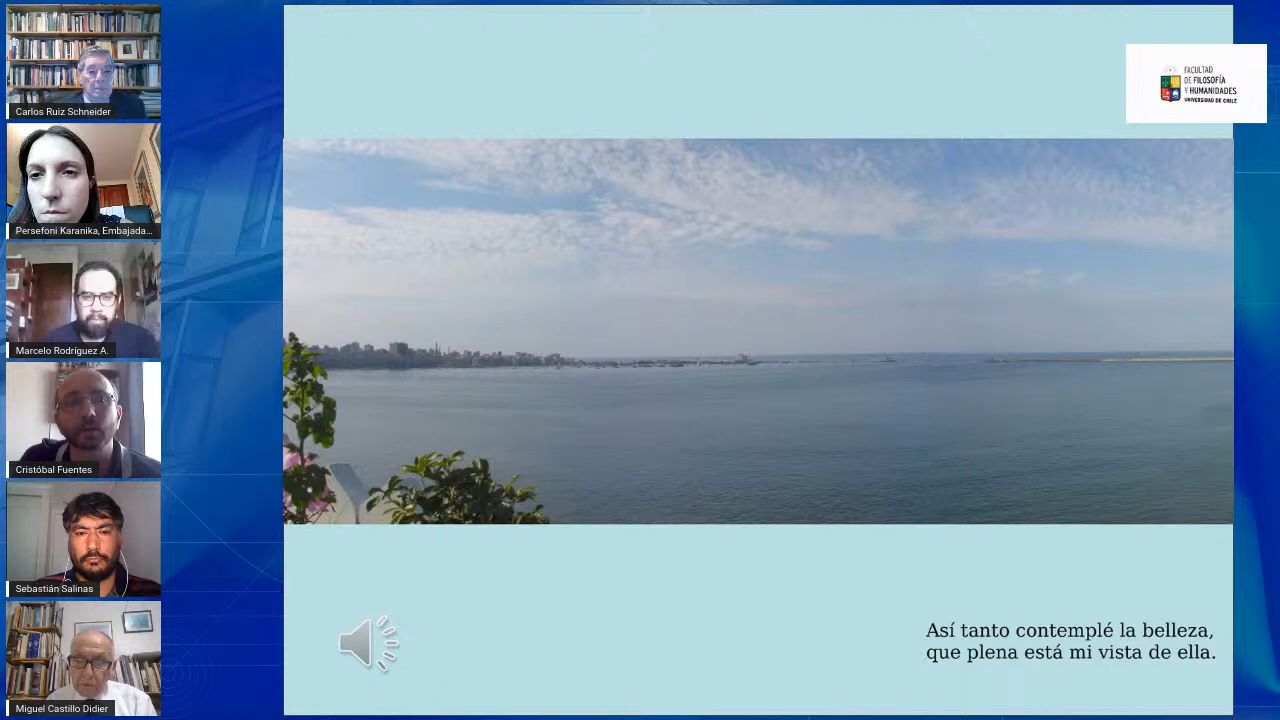 Carlos Ruiz Schneider
Persefoni Karanika, Embajada...
Marcelo Rodríguez A.
Cristóbal Fuentes
Sebastián Salinas
Miguel Castillo Didier
FACULTAD
DE FILOSOFÍA
Y HUMANIDADES
UNIVERSIDAD DE CHILE
Así tanto contemplé la belleza,
que plena está mi vista de ella.